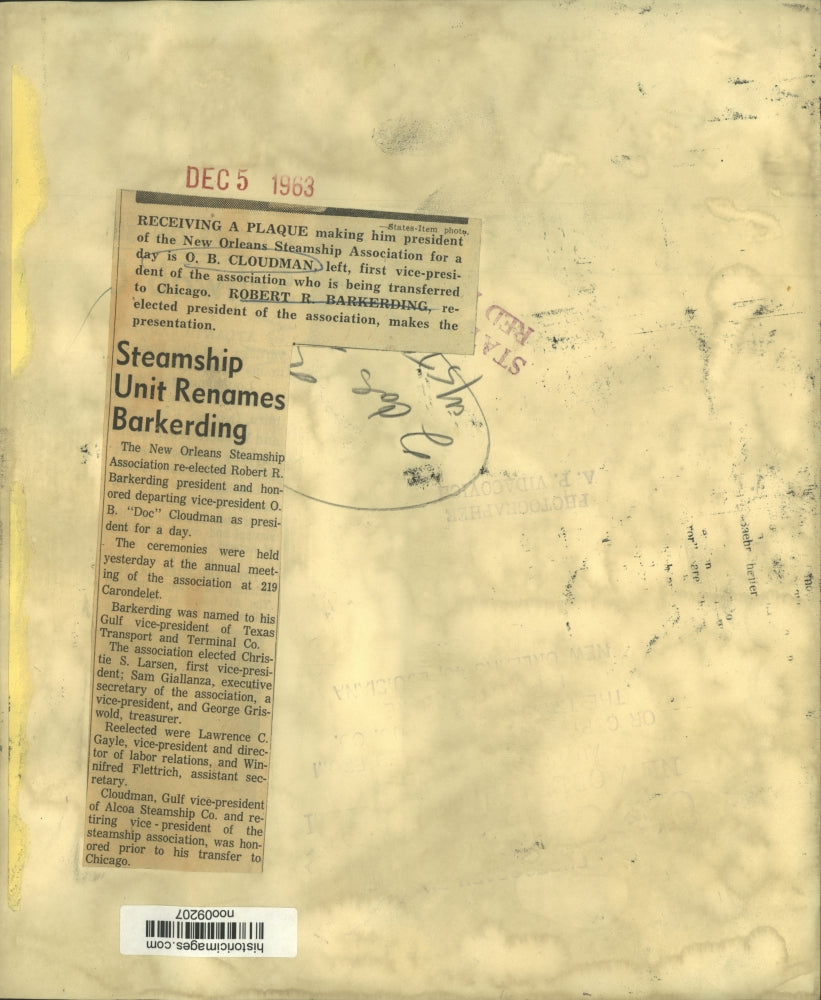 DEC 5 1963
—States-Item photo.
RECEIVING A PLAQUE making him president
of the New Orleans Steamship Association for a
day is O. B. CLOUDMAN, left, first vice-presi-
dent of the association who is being transferred
to Chicago. ROBERT R. BARKERDING, re-
elected president of the association, makes the
presentation.
Steamship
Unit Renames
Barkerding
The New Orleans Steamship
Association re-elected Robert R.
Barkerding president and hon-
ored departing vice-president O.
B. "Doc" Cloudman as presi-
dent for a day.
The ceremonies were held
yesterday at the annual meet-
ing of the association at 219
Carondelet.
Barkerding was named to his
Gulf vice-president of Texas
Transport and Terminal Co.
The association elected Chris-
tie S. Larsen, first vice-presi-
dent; Sam Giallanza, executive
secretary of the association, a
vice-president, and George Gris-
wold, treasurer.
Reelected were Lawrence C.
Gayle, vice-president and direc-
tor of labor relations, and Win-
nifred Flettrich, assistant sec-
retary.
Cloudman, Gulf vice-president
of Alcoa Steamship Co. and re-
tiring vice-president of the
steamship association, was hon-
ored prior to his transfer to
Chicago.
A. P. VIDACOVICH
PHOTOGRAPHER
historicimages.com
noo09207